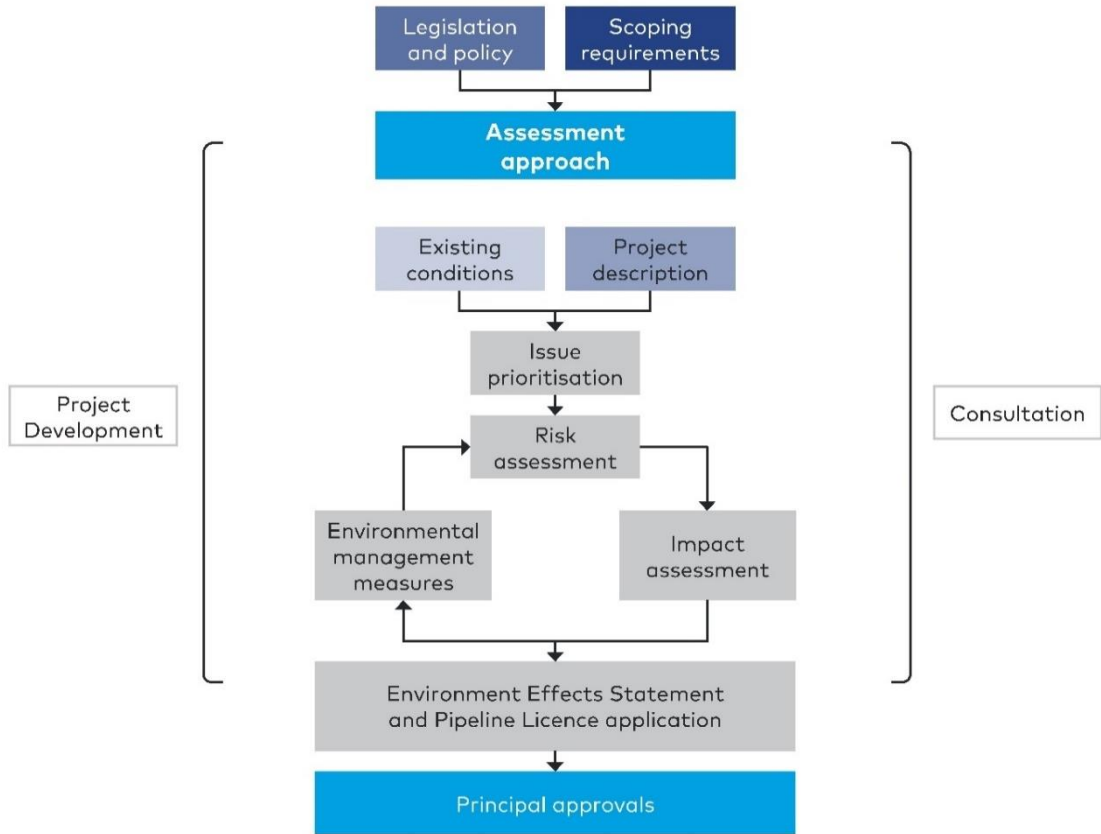 Legislation
and policy
Scoping
requirements
Assessment
approach
Existing
conditions
Project
description
Issue
prioritisation
Project
Development
Consultation
Risk
assessment
Environmental
management
measures
Impact
assessment
Environment Effects Statement
and Pipeline Licence application
Principal approvals